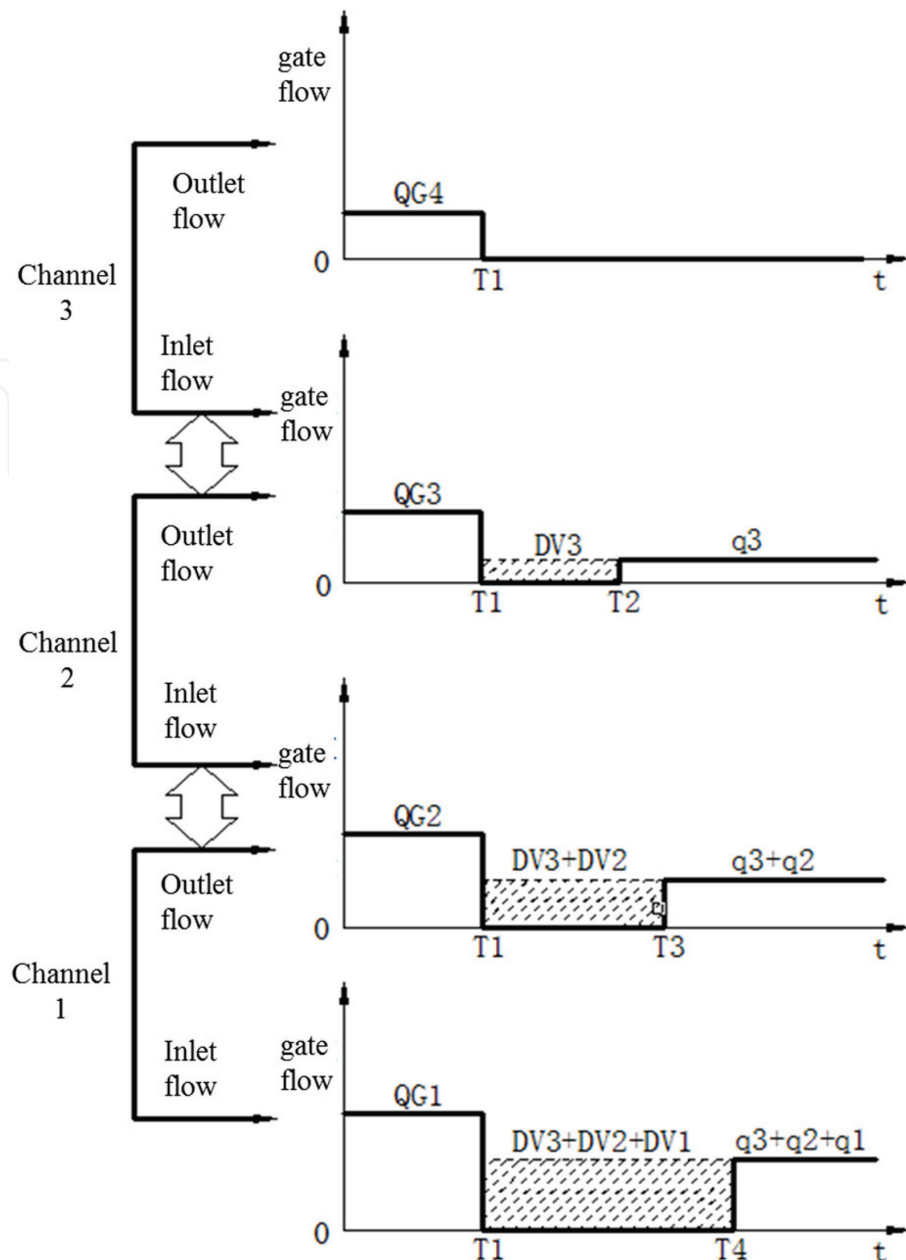 gate
flow
Outlet
flow
QG4
Channel
3
0
T1
t
Inlet
flow
gate
flow
QG3
DV3
q3
Outlet
flow
0
T1
T2
t
Channel
2
Inlet
flow
gate
flow
QG2
DV3+DV2
q3+q2
Outlet
flow
0
T1
T3
t
Channel
1
Inlet
flow
gate
flow
QG1
DV3+DV2+DV1
q3+q2+q1
0
T1
T4
t